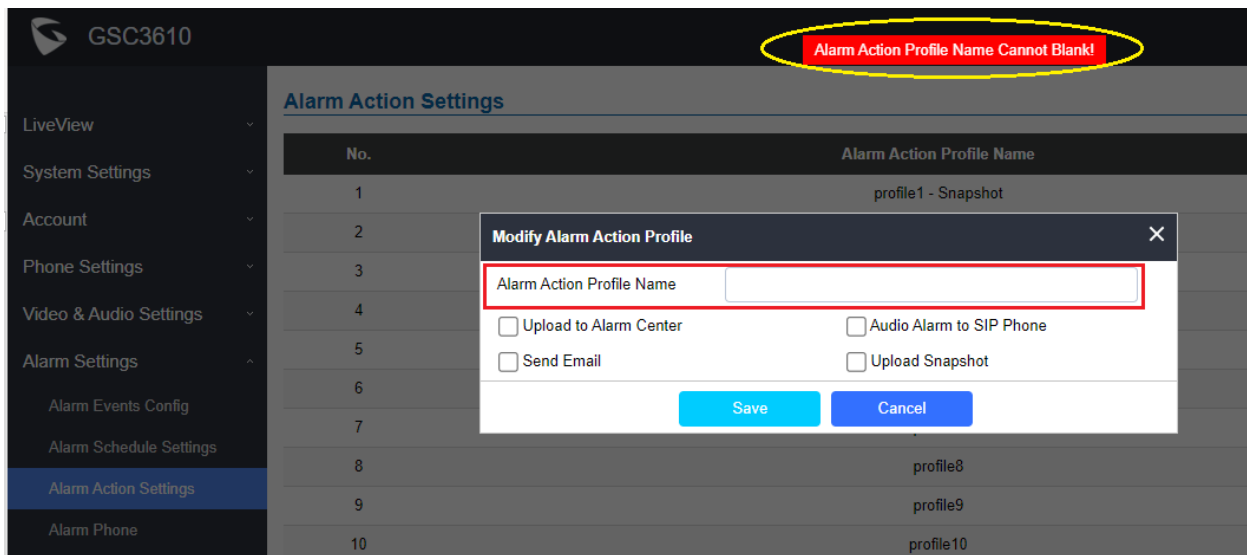 GSC3610
Alarm Action Profile Name Cannot Blank!
Alarm Action Settings
LiveView
System Settings
Account
Phone Settings
Video & Audio Settings
Alarm Settings
Alarm Events Config
Alarm Schedule Settings
Alarm Action Settings
Alarm Phone
No. Alarm Action Profile Name
1 profile1 - Snapshot
2
3
4
5
6
7
8 profile8
9 profile9
10 profile10
Modify Alarm Action Profile
Alarm Action Profile Name
Upload to Alarm Center Audio Alarm to SIP Phone
Send Email Upload Snapshot
Save Cancel